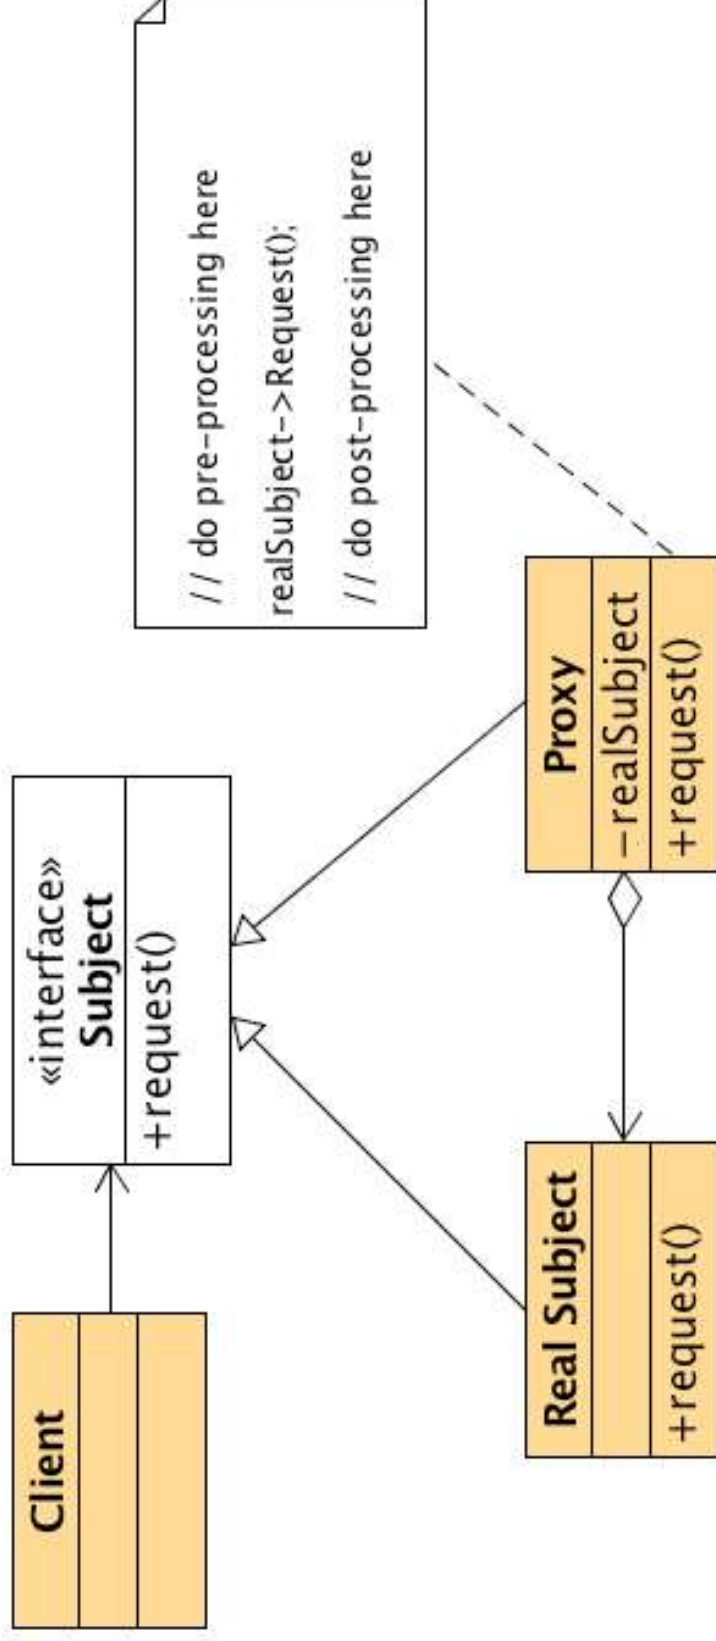 Client
«interface»
Subject
+request()
// do pre-processing here
realSubject->Request();
// do post-processing here
Real Subject
+request()
Proxy
-realSubject
+request()